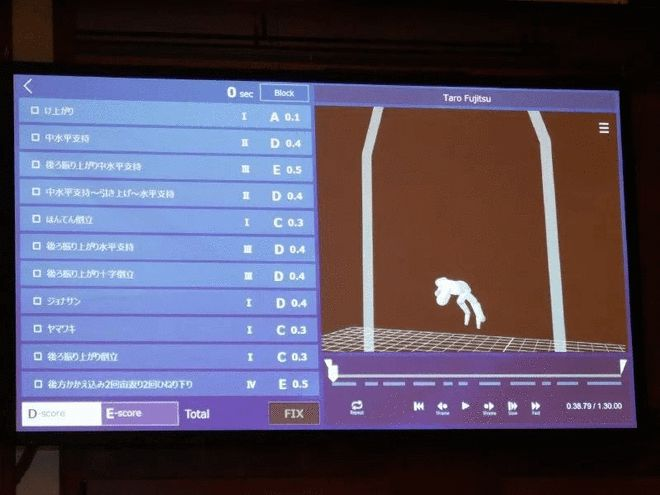 0 sec Block
け上がり I A 0.1
中水平支持 II D 0.4
後ろ振り上がり中水平支持 III E 0.5
中水平支持～引き上げ～水平支持 II D 0.4
ほんてん倒立 I C 0.3
後ろ振り上がり水平支持 III D 0.4
後ろ振り上がり十字倒立 III D 0.4
ジョナサン I D 0.4
ヤマワキ I C 0.3
後ろ振り上がり倒立 I C 0.3
後方かかえ込み2回宙返り2回ひねり下り IV E 0.5
D-score E-score Total FIX
Taro Fujitsu
Repeat Slow Fast
0.38.79 / 1.30.00